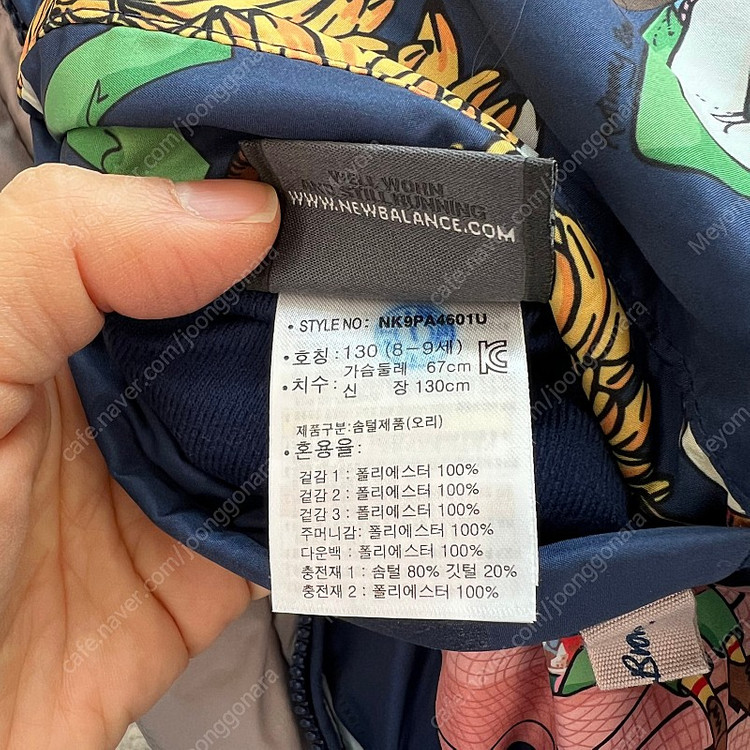 WELL WORN
AND STILL RUNNING
WWW.NEWBALANCE.COM
• STYLE NO: NK9PA4601U
• 호칭: 130 (8-9세)
• 치수: 가슴둘레 67cm
신 장 130cm
제품구분:솜털제품(오리)
• 혼용율:
겉감 1 : 폴리에스터 100%
겉감 2 : 폴리에스터 100%
겉감 3 : 폴리에스터 100%
주머니감: 폴리에스터 100%
다운백 : 폴리에스터 100%
충전재 1 : 솜털 80% 깃털 20%
충전재 2 : 폴리에스터 100%
cafe.naver.com/joonggonara